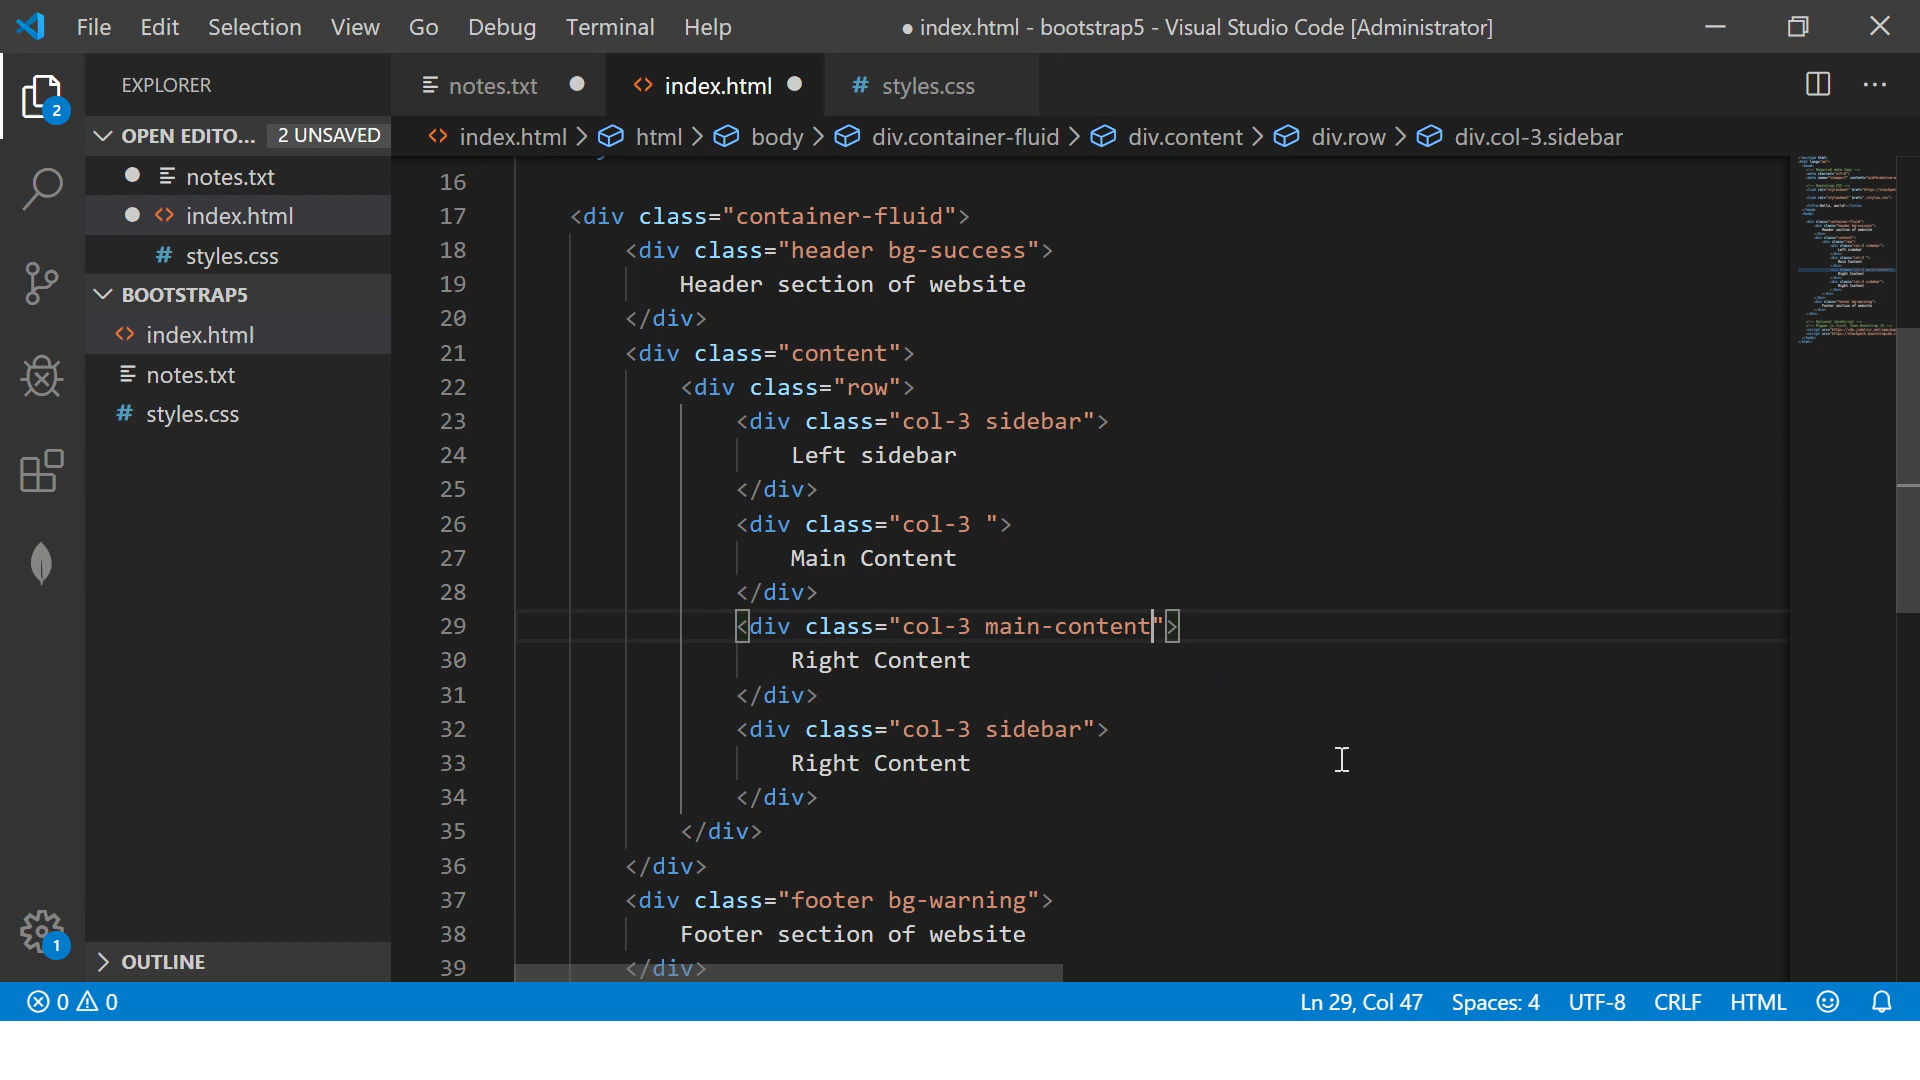 File Edit Selection View Go Debug Terminal Help
● index.html - bootstrap5 - Visual Studio Code [Administrator]
EXPLORER
notes.txt
index.html
# styles.css
2
OPEN EDITO... 2 UNSAVED
index.html > html > body > div.container-fluid > div.content > div.row > div.col-3.sidebar
notes.txt
index.html
# styles.css
BOOTSTRAP5
index.html
notes.txt
# styles.css
16
17 <div class="container-fluid">
18 <div class="header bg-success">
19 Header section of website
20 </div>
21 <div class="content">
22 <div class="row">
23 <div class="col-3 sidebar">
24 Left sidebar
25 </div>
26 <div class="col-3 ">
27 Main Content
28 </div>
29 <div class="col-3 main-content">
30 Right Content
31 </div>
32 <div class="col-3 sidebar">
33 Right Content
34 </div>
35 </div>
36 </div>
37 <div class="footer bg-warning">
38 Footer section of website
39 </div>
1
OUTLINE
0 0
Ln 29, Col 47 Spaces: 4 UTF-8 CRLF HTML